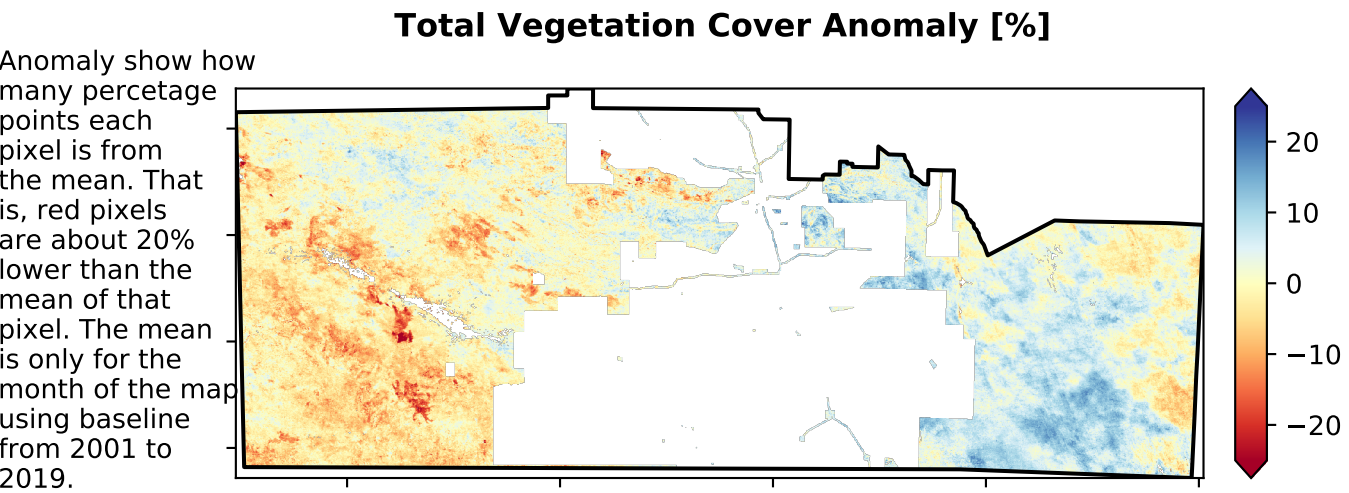 Total Vegetation Cover Anomaly [%]
Anomaly show how
many percetage
points each
pixel is from
the mean. That
is, red pixels
are about 20%
lower than the
mean of that
pixel. The mean
is only for the
month of the map
using baseline
from 2001 to
2019.
20
10
0
−10
−20